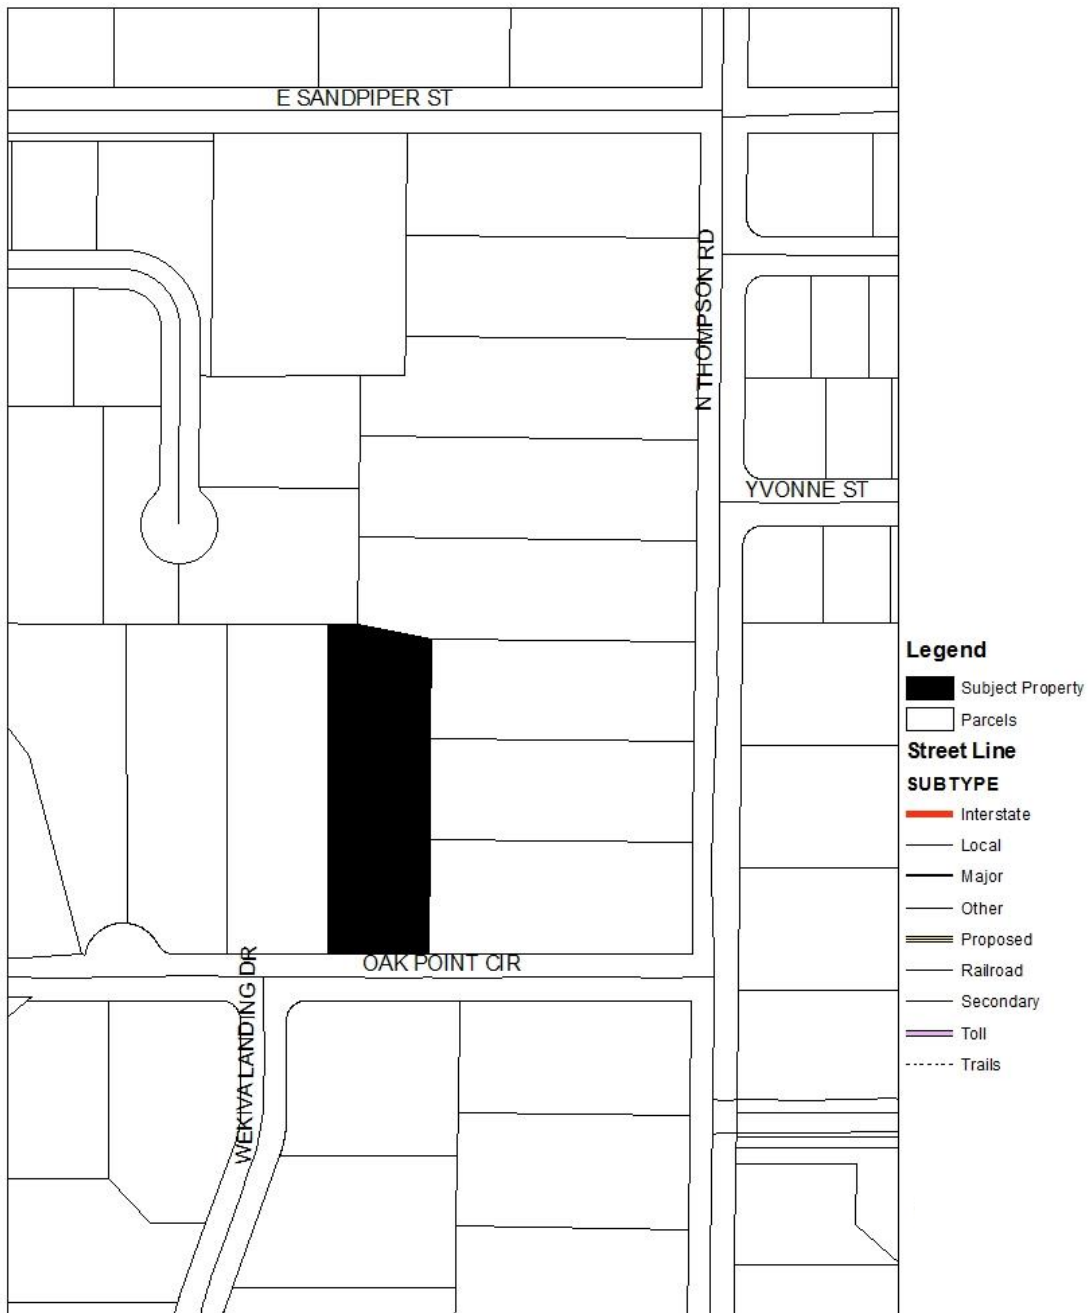 E SANDPIPER ST
N THOMPSON RD
YVONNE ST
OAK POINT CIR
WEKIVA LANDING DR
Legend
Subject Property
Parcels
Street Line
SUBTYPE
Interstate
Local
Major
Other
Proposed
Railroad
Secondary
Toll
Trails